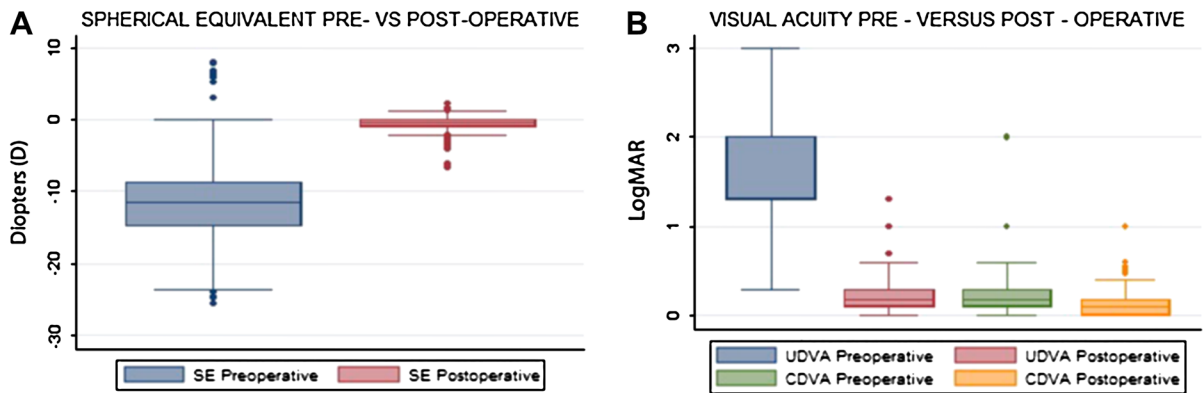 A
SPHERICAL EQUIVALENT PRE- VS POST-OPERATIVE
Diopters (D)
10
0
-10
-20
-30
SE Preoperative
SE Postoperative
B
VISUAL ACUITY PRE - VERSUS POST - OPERATIVE
LogMAR
3
2
1
0
UDVA Preoperative
UDVA Postoperative
CDVA Preoperative
CDVA Postoperative